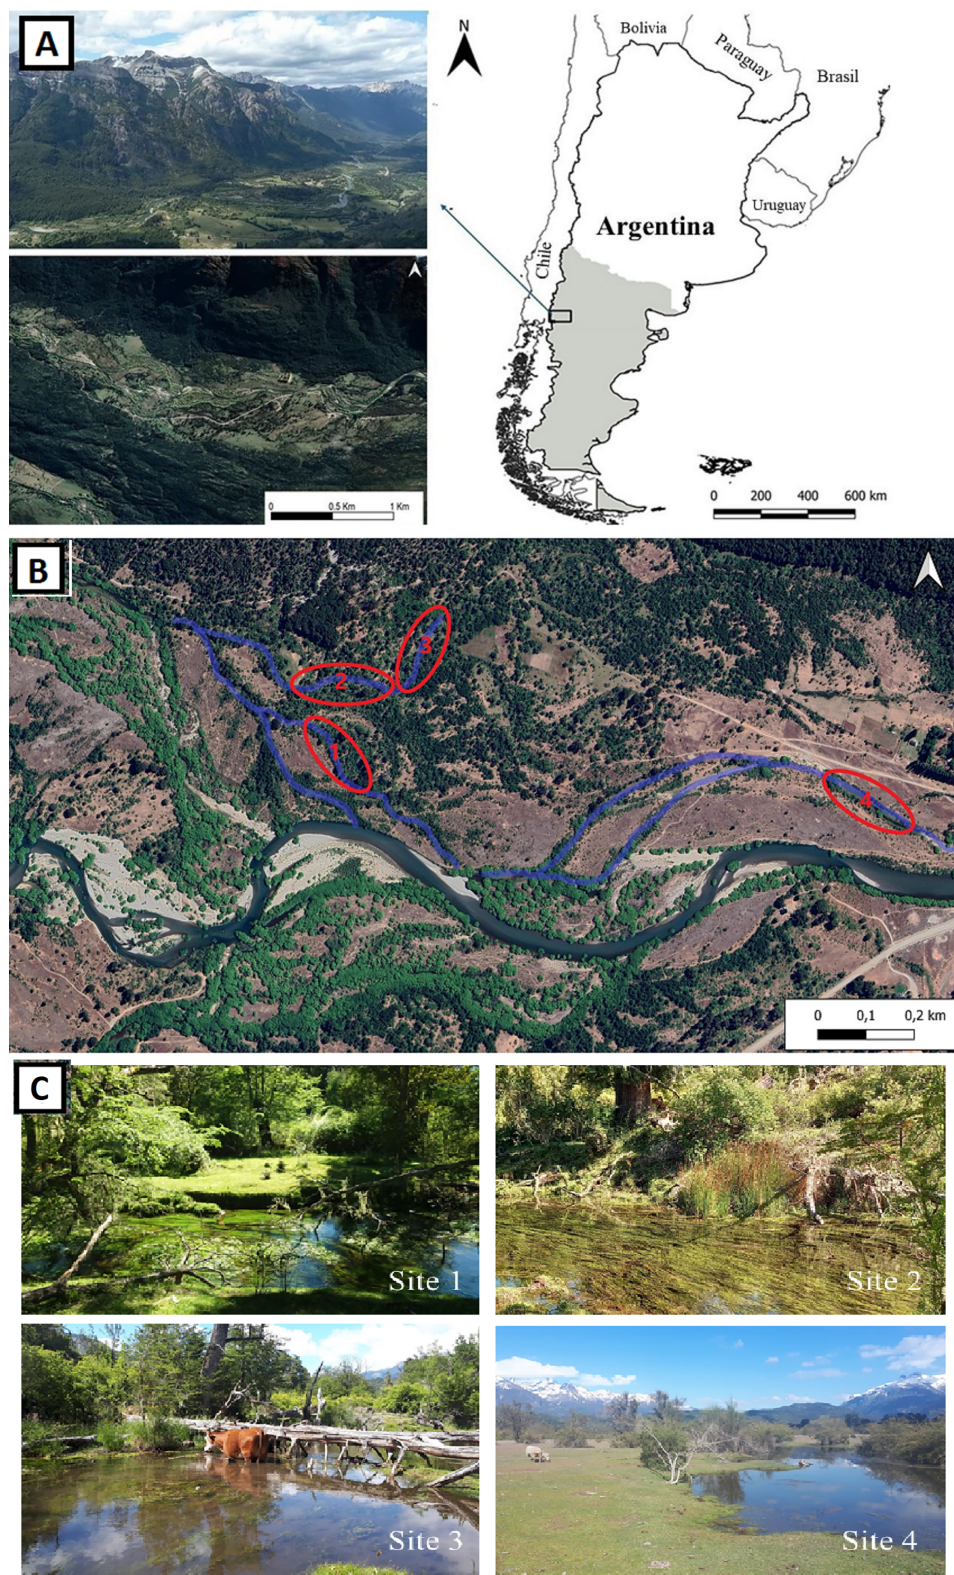 A
N
Bolivia
Paraguay
Brasil
Uruguay
Argentina
Chile
0 0.5 Km 1 Km
0 200 400 600 km
B
3
2
1
4
0 0,1 0,2 km
C
Site 1
Site 2
Site 3
Site 4